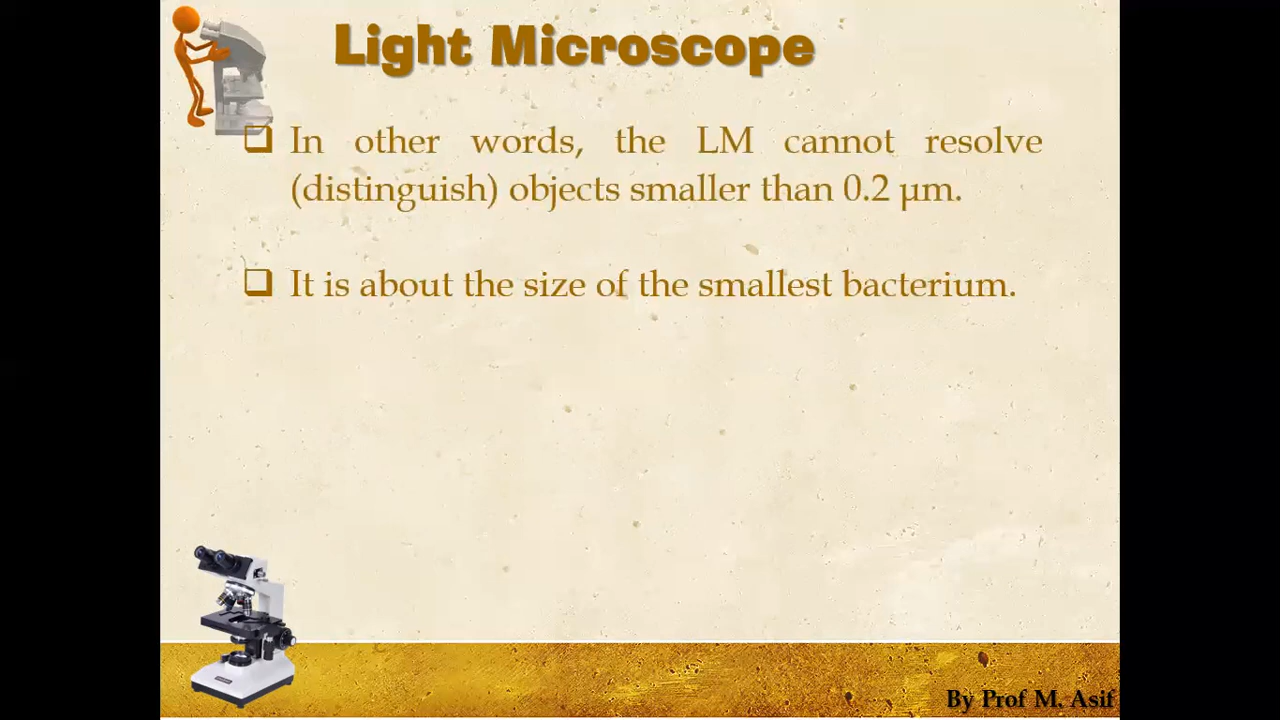 Light Microscope
In other words, the LM cannot resolve
(distinguish) objects smaller than 0.2 µm.
It is about the size of the smallest bacterium.
By Prof M. Asif